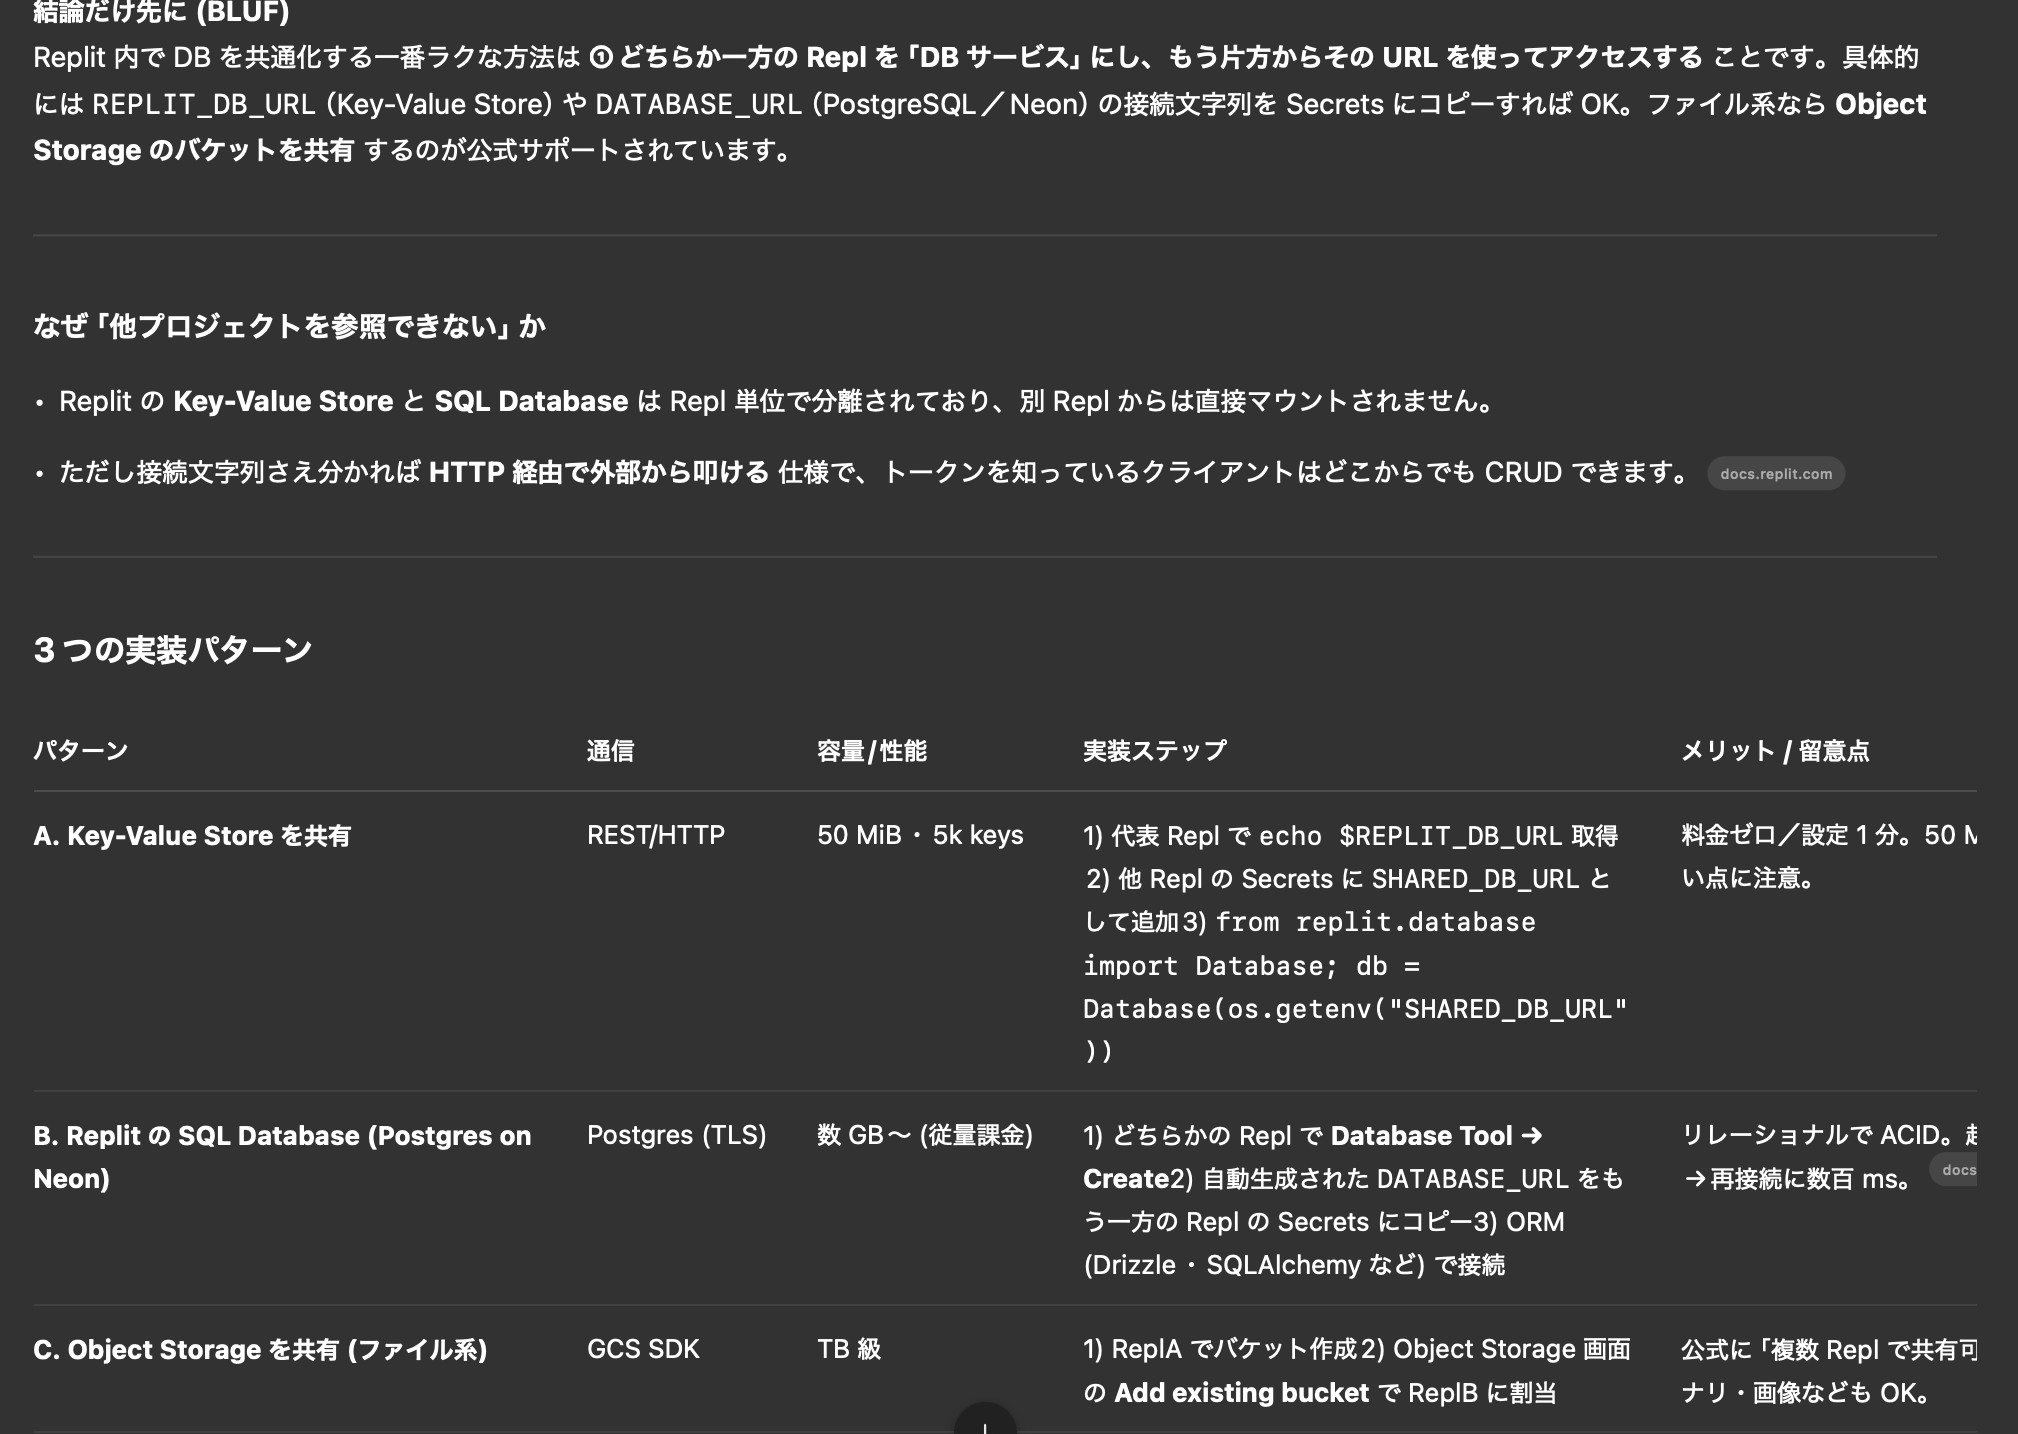 結論だけ先に (BLUF)
Replit 内で DB を共通化する一番ラクな方法は ① どちらか一方の Repl を「DB サービス」にし、もう片方からその URL を使ってアクセスする ことです。具体的
には REPLIT_DB_URL（Key-Value Store）や DATABASE_URL（PostgreSQL／Neon）の接続文字列を Secrets にコピーすれば OK。ファイル系なら Object
Storage のバケットを共有 するのが公式サポートされています。
なぜ「他プロジェクトを参照できない」か
• Replit の Key-Value Store と SQL Database は Repl 単位で分離されており、別 Repl からは直接マウントされません。
• ただし接続文字列さえ分かれば HTTP 経由で外部から叩ける 仕様で、トークンを知っているクライアントはどこからでも CRUD できます。 docs.replit.com
3 つの実装パターン
パターン 通信 容量/性能 実装ステップ メリット / 留意点
A. Key-Value Store を共有 REST/HTTP 50 MiB・5k keys 1) 代表 Repl で echo $REPLIT_DB_URL 取得 料金ゼロ／設定 1 分。50
2) 他 Repl の Secrets に SHARED_DB_URL と い点に注意。
して追加3) from replit.database
import Database; db =
Database(os.getenv("SHARED_DB_URL"
))
B. Replit の SQL Database (Postgres on Postgres (TLS) 数 GB〜 (従量課金) 1) どちらかの Repl で Database Tool → リレーショナルで ACID。
Neon) Create2) 自動生成された DATABASE_URL をも →再接続に数百 ms。 docs
う一方の Repl の Secrets にコピー3) ORM
(Drizzle・SQLAlchemy など) で接続
C. Object Storage を共有 (ファイル系) GCS SDK TB 級 1) ReplA でバケット作成2) Object Storage 画面 公式に「複数 Repl で共有可
の Add existing bucket で ReplB に割当 ナリ・画像なども OK。